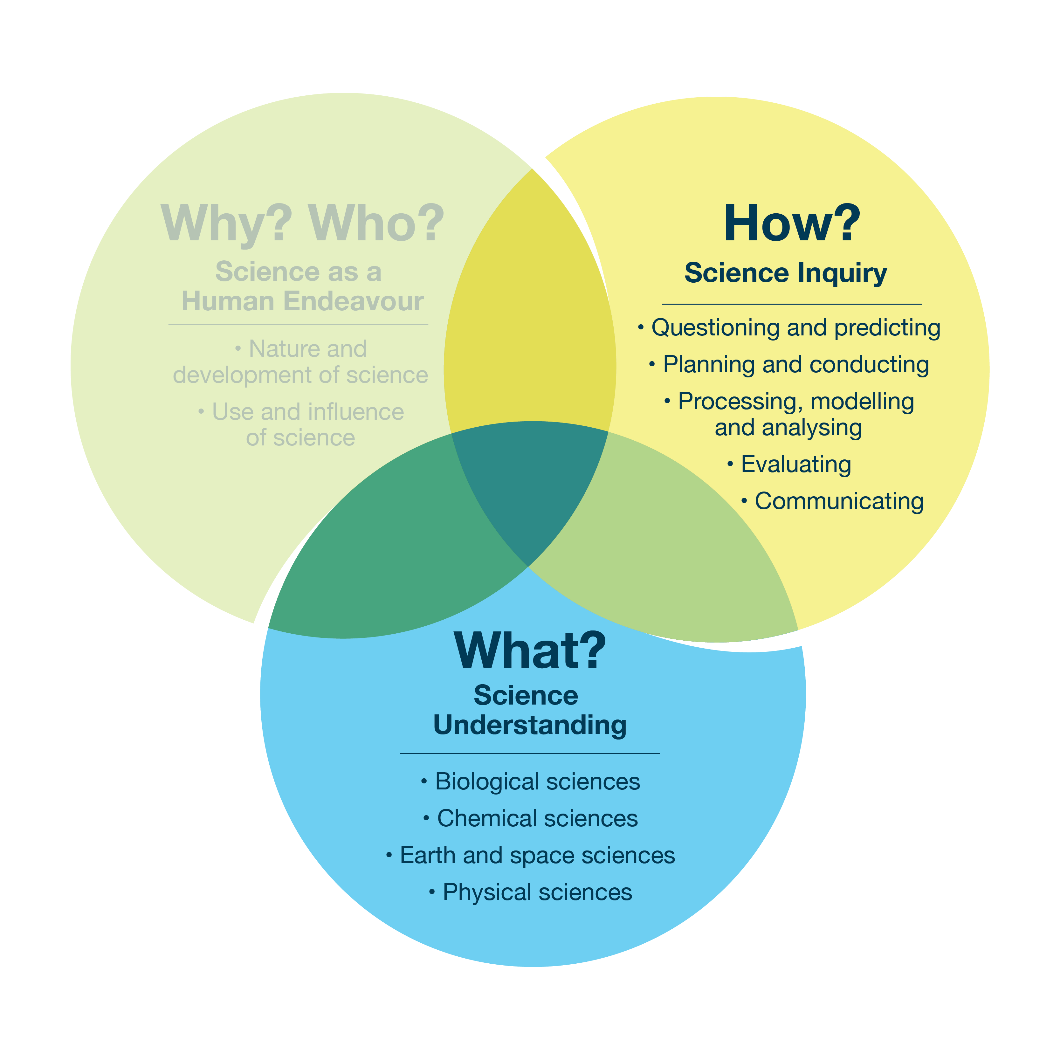 Why? Who?
Science as a
Human Endeavour
• Nature and
development of science
• Use and influence
of science
How?
Science Inquiry
• Questioning and predicting
• Planning and conducting
• Processing, modelling
and analysing
• Evaluating
• Communicating
What?
Science
Understanding
• Biological sciences
• Chemical sciences
• Earth and space sciences
• Physical sciences